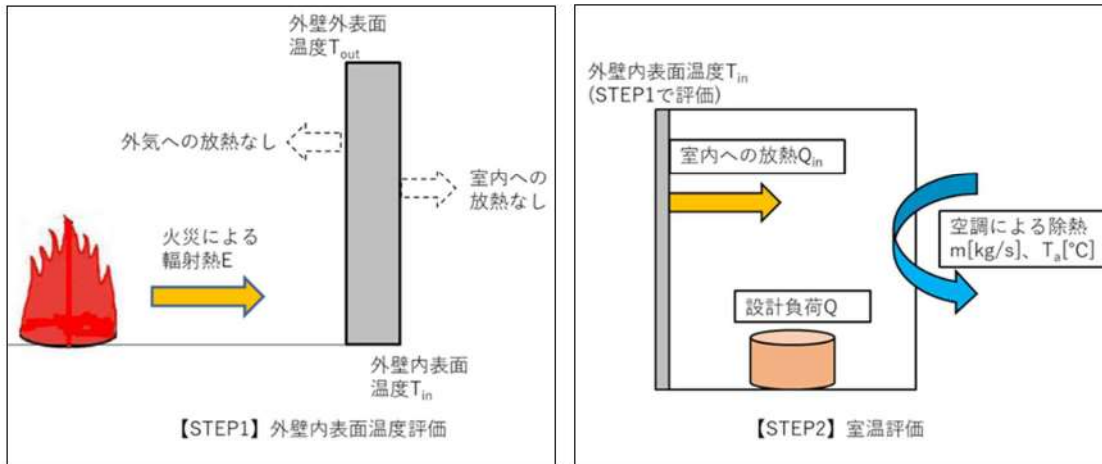 外壁外表面
温度Tout
外気への放熱なし
室内への
放熱なし
火災による
輻射熱E
外壁内表面
温度Tin
【STEP1】外壁内表面温度評価
外壁内表面温度Tin
(STEP1で評価)
室内への放熱Qin
空調による除熱
m[kg/s]、Ta[°C]
設計負荷Q
【STEP2】室温評価